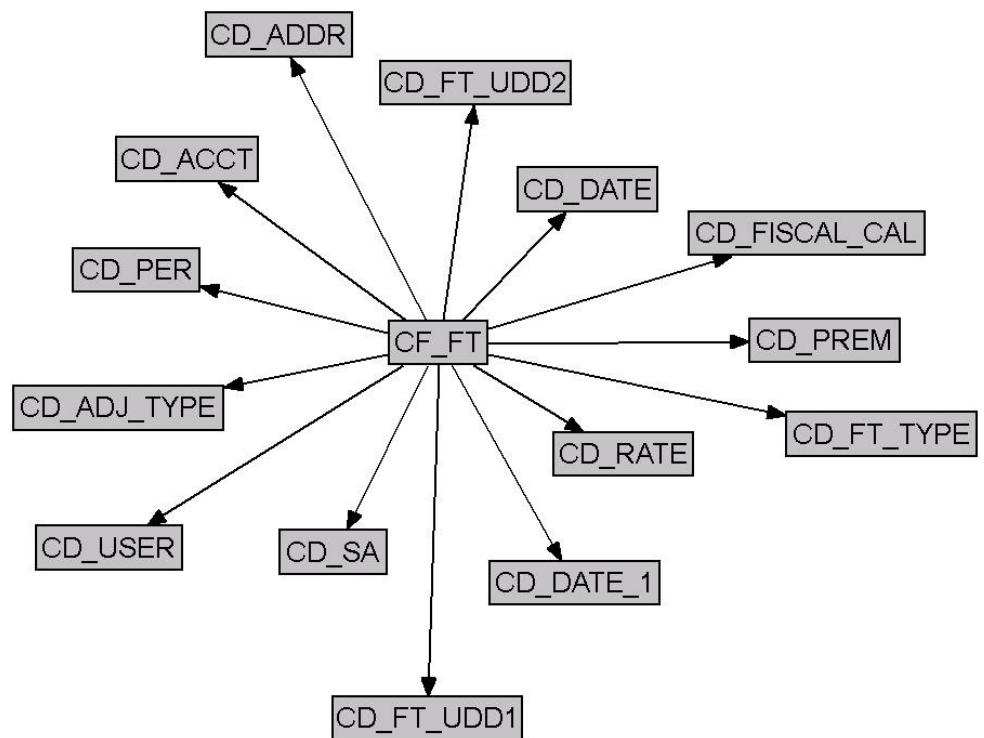 CD_ADDR
CD_FT_UDD2
CD_ACCT
CD_DATE
CD_FISCAL_CAL
CD_PER
CF_FT
CD_PREM
CD_ADJ_TYPE
CD_FT_TYPE
CD_RATE
CD_USER
CD_SA
CD_DATE_1
CD_FT_UDD1